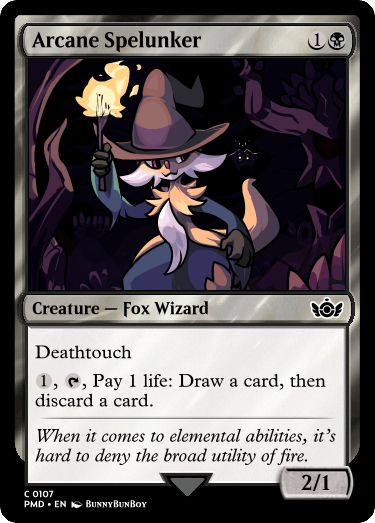 Arcane Spelunker 1
Creature — Fox Wizard
Deathtouch
1, Pay 1 life: Draw a card, then
discard a card.
When it comes to elemental abilities, it's
hard to deny the broad utility of fire.
2/1
C 0107
PMD • EN BunnyBunBoy